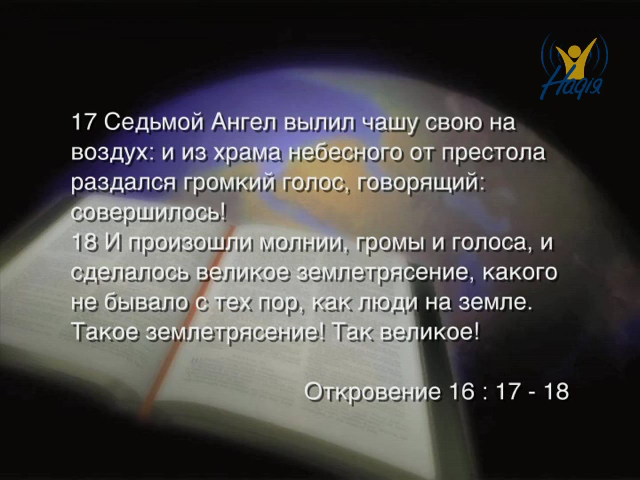 Надія
17 Седьмой Ангел вылил чашу свою на
воздух: и из храма небесного от престола
раздался громкий голос, говорящий:
совершилось!
18 И произошли молнии, громы и голоса, и
сделалось великое землетрясение, какого
не бывало с тех пор, как люди на земле.
Такое землетрясение! Так великое!
Откровение 16 : 17 - 18